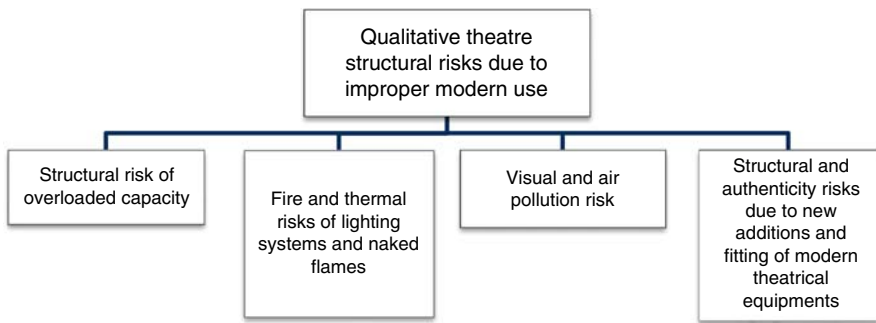 Qualitative theatre
structural risks due to
improper modern use
Structural risk of
overloaded capacity
Fire and thermal
risks of lighting
systems and naked
flames
Visual and air
pollution risk
Structural and
authenticity risks
due to new
additions and
fitting of modern
theatrical
equipments